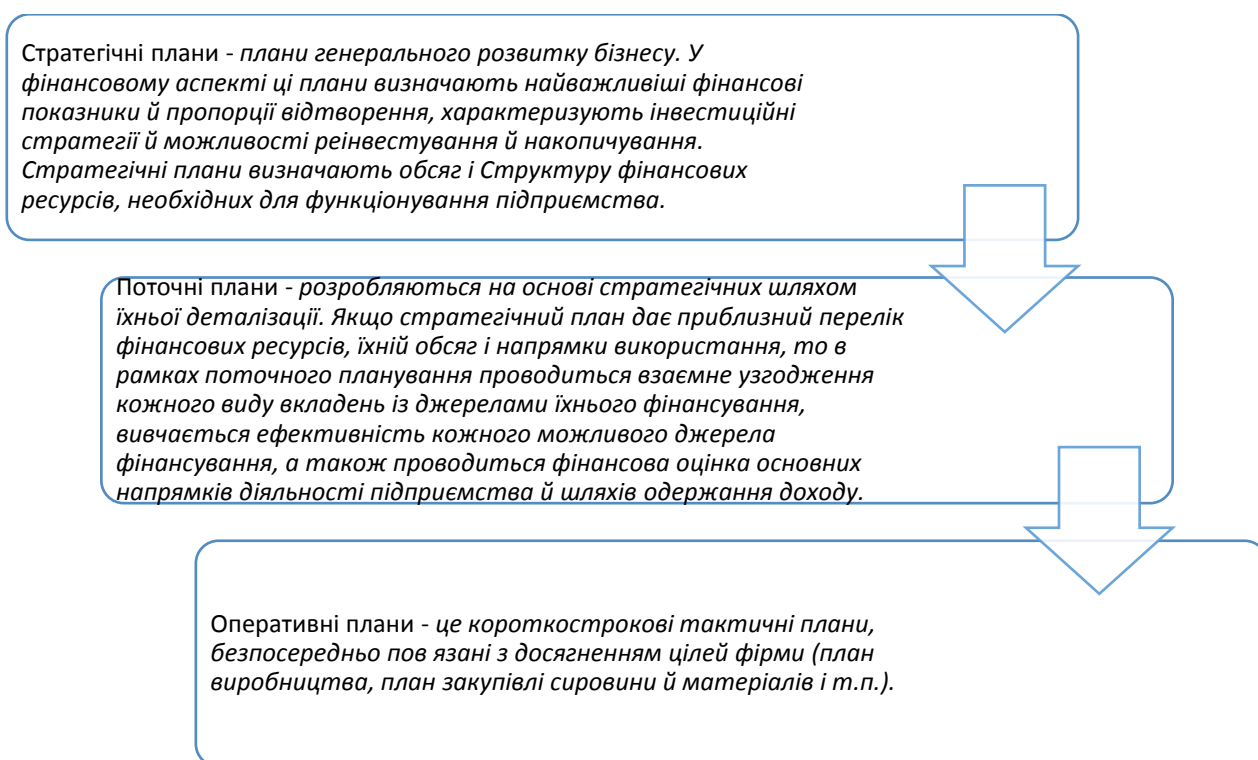 Стратегічні плани - плани генерального розвитку бізнесу. У
фінансовому аспекті ці плани визначають найважливіші фінансові
показники й пропорції відтворення, характеризують інвестиційні
стратегії й можливості реінвестування й накопичування.
Стратегічні плани визначають обсяг і Структуру фінансових
ресурсів, необхідних для функціонування підприємства.
Поточні плани - розробляються на основі стратегічних шляхом
їхньої деталізації. Якщо стратегічний план дає приблизний перелік
фінансових ресурсів, їхній обсяг і напрямки використання, то в
рамках поточного планування проводиться взаємне узгодження
кожного виду вкладень із джерелами їхнього фінансування,
вивчається ефективність кожного можливого джерела
фінансування, а також проводиться фінансова оцінка основних
напрямків діяльності підприємства й шляхів одержання доходу.
Оперативні плани - це короткострокові тактичні плани,
безпосередньо пов язані з досягненням цілей фірми (план
виробництва, план закупівлі сировини й матеріалів і т.п.).